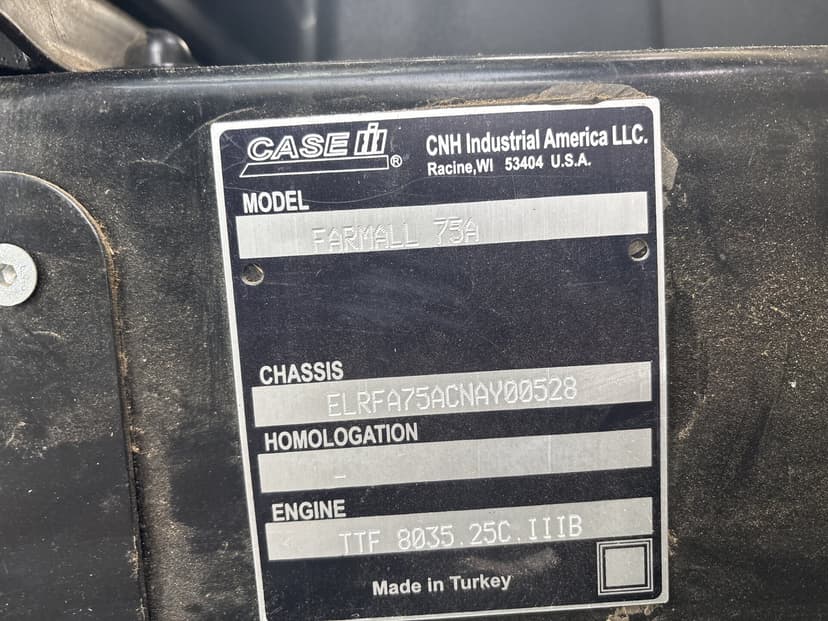 CASE IH ®
CNH Industrial America LLC.
Racine,WI 53404 U.S.A.
MODEL
FARMALL 75A
CHASSIS
ELRFA75ACNAY00528
HOMOLOGATION
-
ENGINE
TTF 8035.25C.IIIB
Made in Turkey